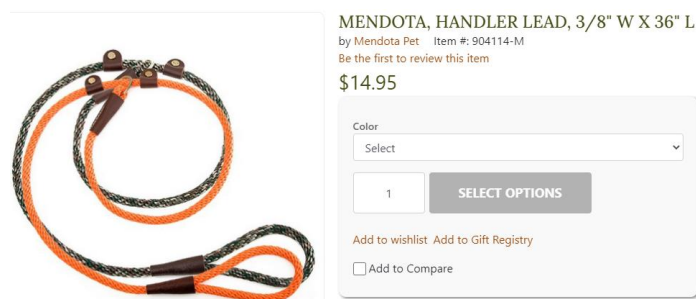 MENDOTA, HANDLER LEAD, 3/8" W X 36" L
by Mendota Pet Item #: 904114-M
Be the first to review this item
$14.95
Color
Select
1 SELECT OPTIONS
Add to wishlist Add to Gift Registry
Add to Compare